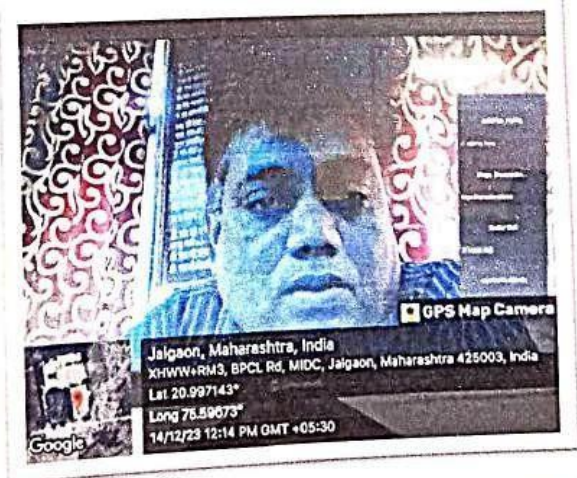 GPS Map Camera
Jalgaon, Maharashtra, India
XHWW+RM3, BPCL Rd, MIDC, Jalgaon, Maharashtra 425003, India
Lat 20.997143°
Long 75.59673°
14/12/23 12:14 PM GMT +05:30
Google